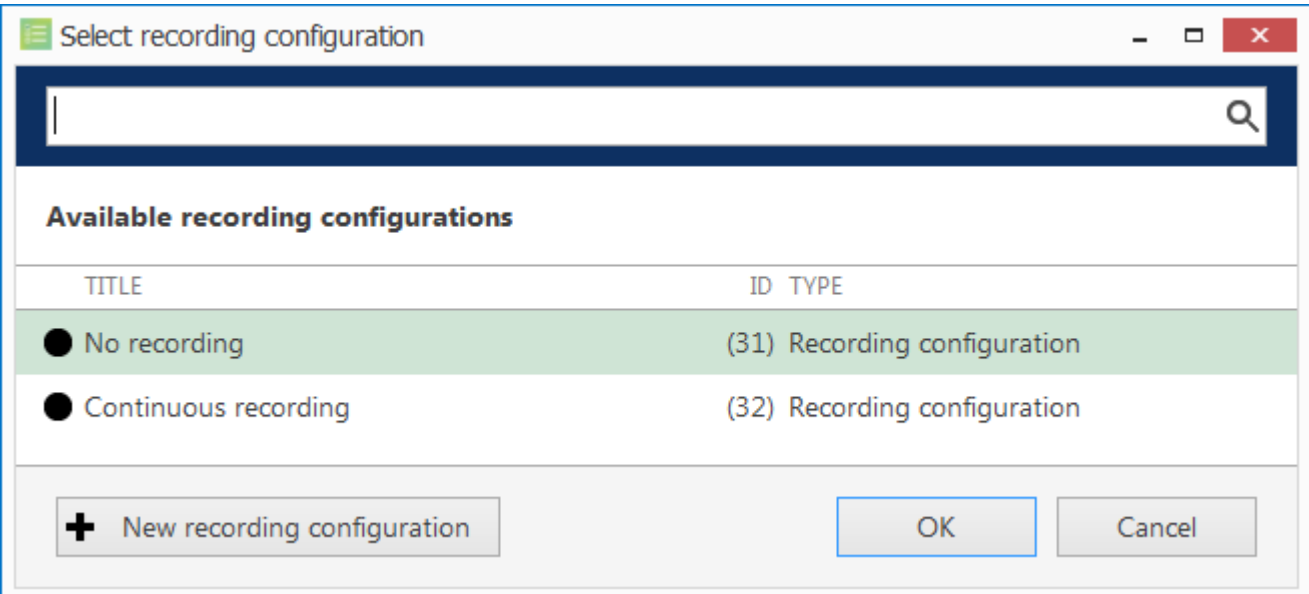 Select recording configuration
Available recording configurations
TITLE ID TYPE
No recording (31) Recording configuration
Continuous recording (32) Recording configuration
New recording configuration OK Cancel